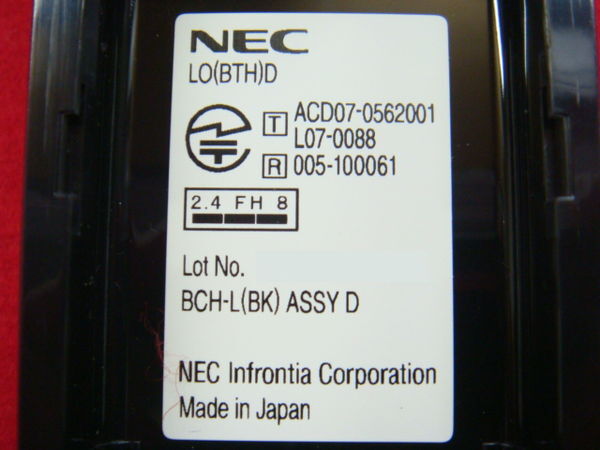 NEC
LO(BTH)D
T ACD07-0562001
L07-0088
R 005-100061
2.4 FH 8
Lot No.
BCH-L(BK) ASSY D
NEC Infrontia Corporation
Made in Japan